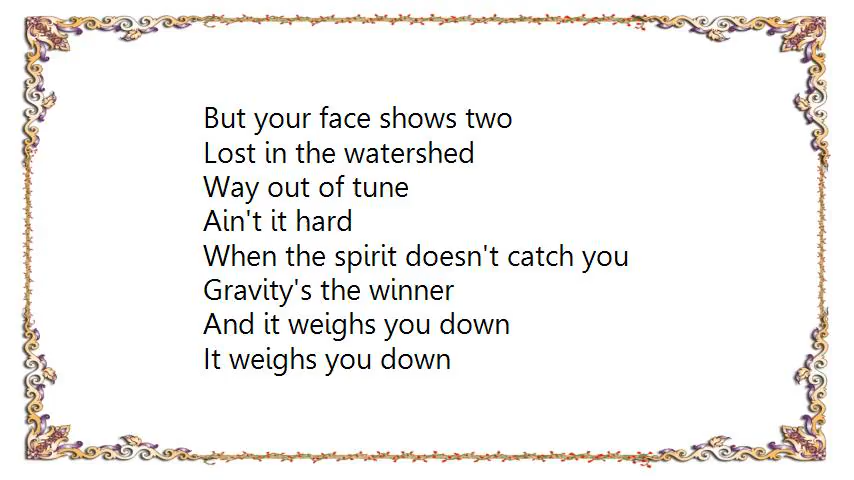 But your face shows two
Lost in the watershed
Way out of tune
Ain't it hard
When the spirit doesn't catch you
Gravity's the winner
And it weighs you down
It weighs you down